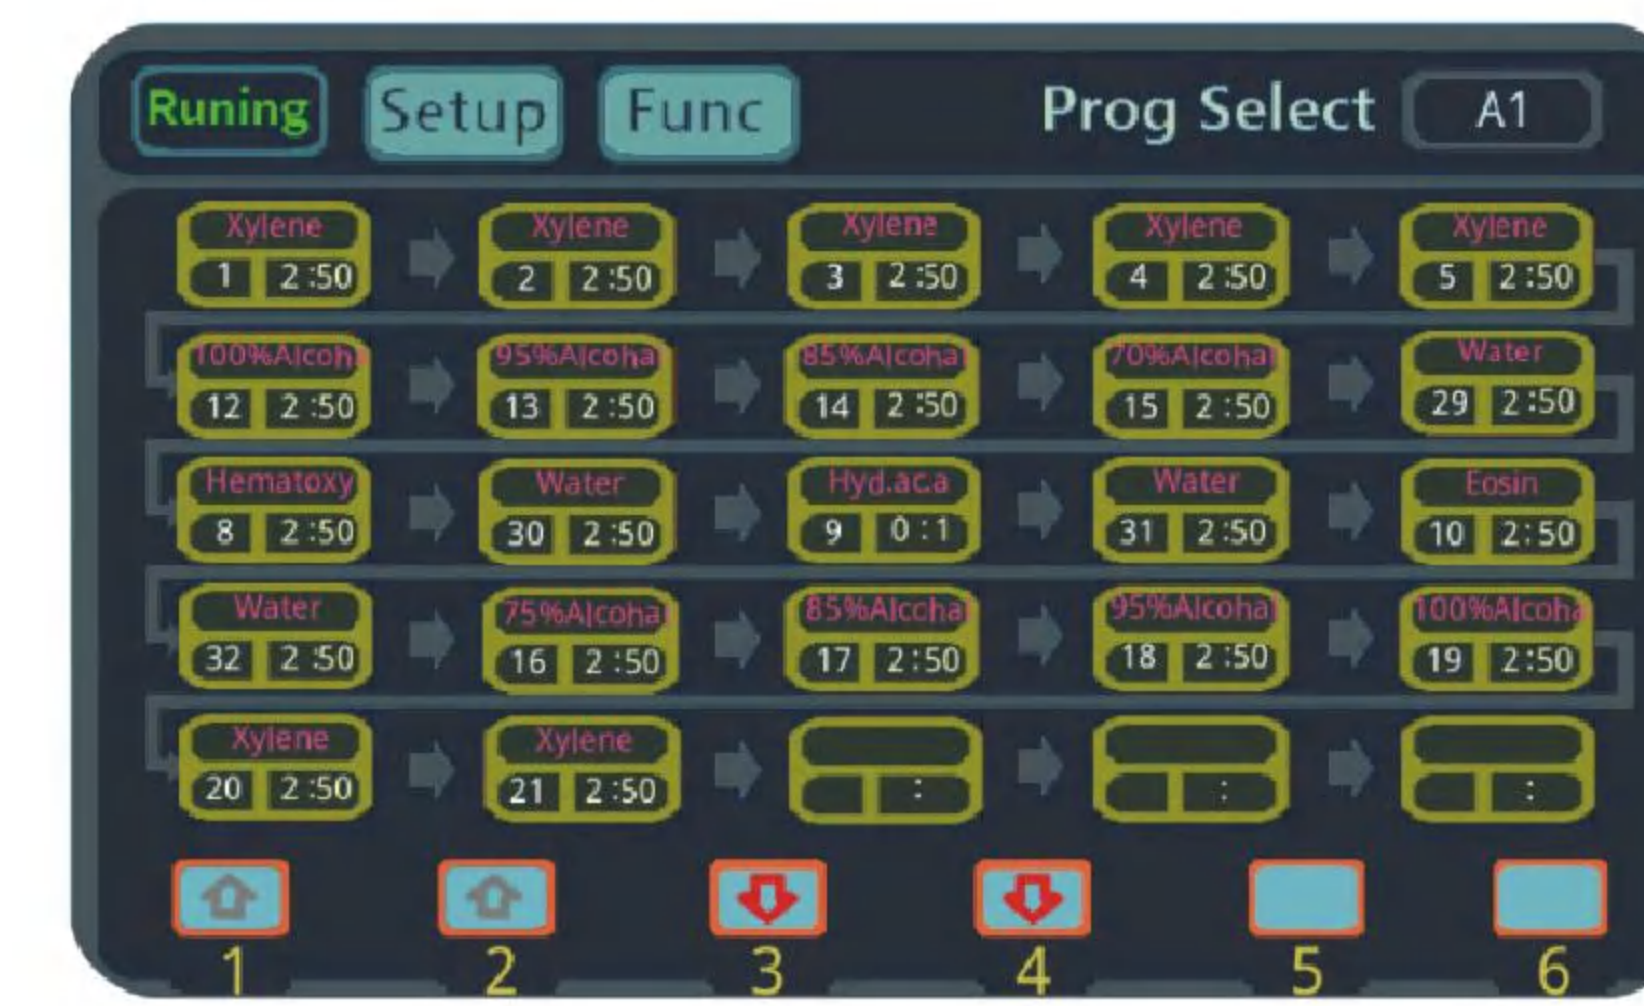 Runing Setup Func Prog Select A1
Xylene Xylene Xylene Xylene Xylene
1 2:50 2 2:50 3 2:50 4 2:50 5 2:50
100%Alcoh 95%Alcoha 85%Alcoha 70%Alcoha Water
12 2:50 13 2:50 14 2:50 15 2:50 29 2:50
Hematoxy Water Hyd.ac.a Water Eosin
8 2:50 30 2:50 9 0:1 31 2:50 10 2:50
Water 75%Alcoha 85%Alcoha 95%Alcoha 100%Alcoha
32 2:50 16 2:50 17 2:50 18 2:50 19 2:50
Xylene Xylene
20 2:50 21 2:50 : : :
1 2 3 4 5 6